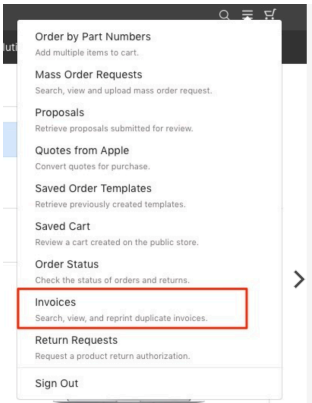 Order by Part Numbers
Add multiple items to cart.
Mass Order Requests
Search, view and upload mass order request.
Proposals
Retrieve proposals submitted for review.
Quotes from Apple
Convert quotes for purchase.
Saved Order Templates
Retrieve previously created templates.
Saved Cart
Review a cart created on the public store.
Order Status
Check the status of orders and returns.
Invoices
Search, view, and reprint duplicate invoices.
Return Requests
Request a product return authorization.
Sign Out